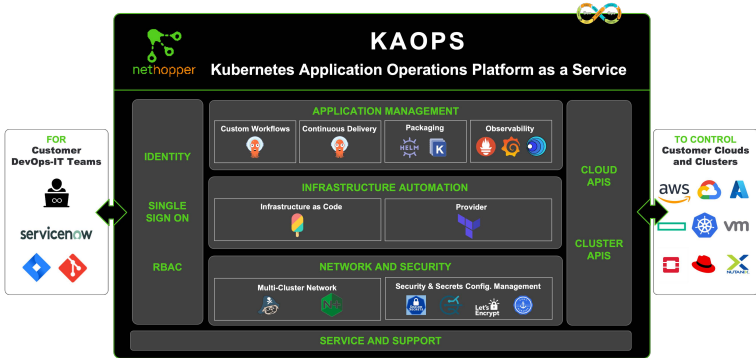 nethopper
KAOPS
Kubernetes Application Operations Platform as a Service
FOR
Customer
DevOps-IT Teams
servicenow
IDENTITY
SINGLE
SIGN ON
RBAC
APPLICATION MANAGEMENT
Custom Workflows
Continuous Delivery
Packaging
HELM
K
Observability
INFRASTRUCTURE AUTOMATION
Infrastructure as Code
Provider
NETWORK AND SECURITY
Multi-Cluster Network
Security & Secrets Config. Management
Let's
Encrypt
CLOUD
APIS
CLUSTER
APIS
SERVICE AND SUPPORT
TO CONTROL
Customer Clouds
and Clusters
aws
vm
NUTANIX